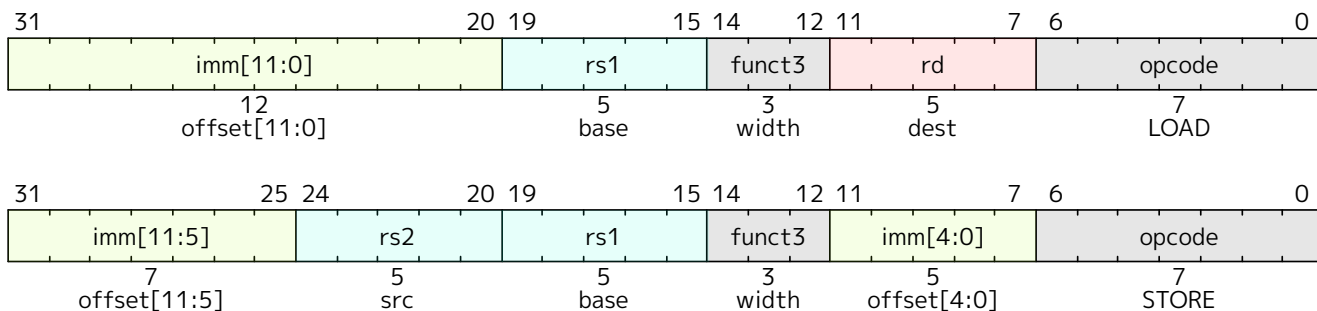 31 20 19 15 14 12 11 7 6 0
imm[11:0] rs1 funct3 rd opcode
12 5 3 5 7
offset[11:0] base width dest LOAD
31 25 24 20 19 15 14 12 11 7 6 0
imm[11:5] rs2 rs1 funct3 imm[4:0] opcode
7 5 5 3 5 7
offset[11:5] src base width offset[4:0] STORE